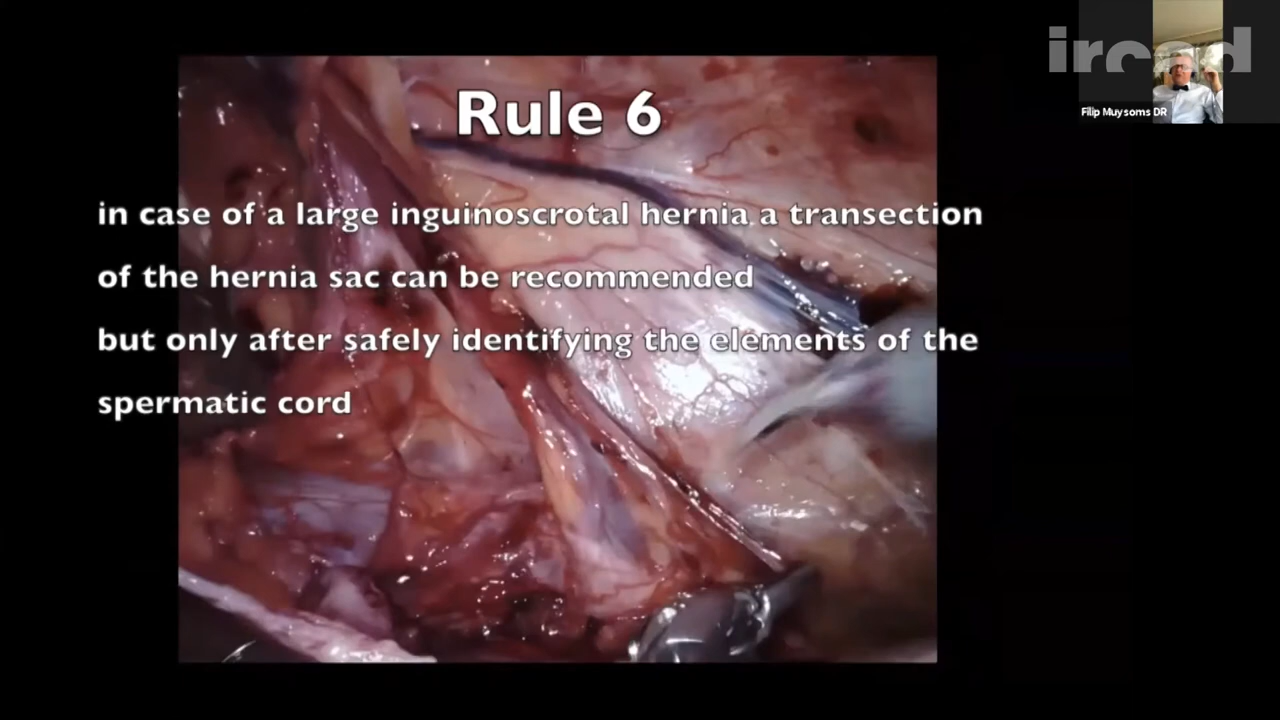 ircad
Filip Muysoms DR
Rule 6
in case of a large inguinoscrotal hernia a transection
of the hernia sac can be recommended
but only after safely identifying the elements of the
spermatic cord